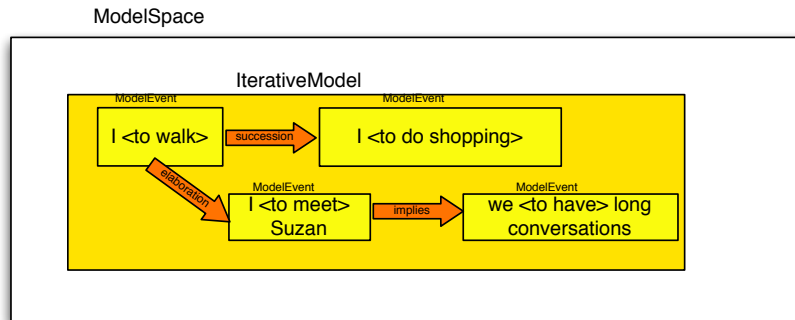 ModelSpace
IterativeModel
ModelEvent
ModelEvent
I <to walk>
succession
I <to do shopping>
elaboration
ModelEvent
ModelEvent
I <to meet>
Suzan
implies
we <to have> long
conversations